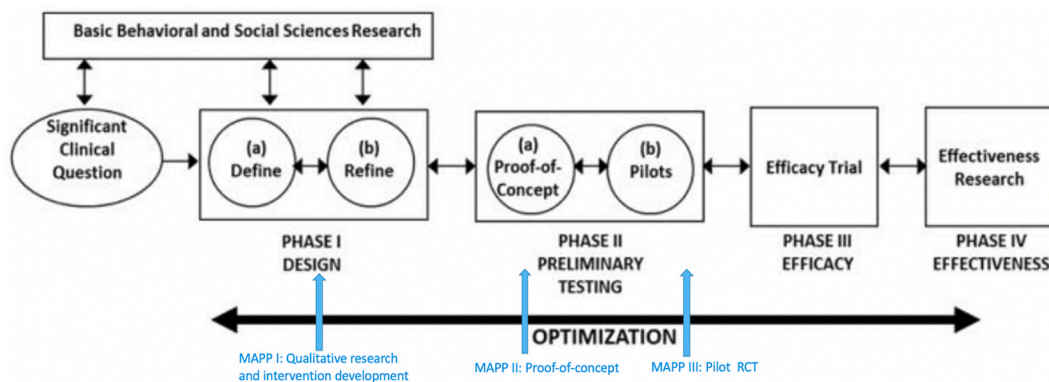 Basic Behavioral and Social Sciences Research
Significant
Clinical
Question
(a)
Define
(b)
Refine
(a)
Proof-of-
Concept
(b)
Pilots
Efficacy Trial
Effectiveness
Research
PHASE I
DESIGN
PHASE II
PRELIMINARY
TESTING
PHASE III
EFFICACY
PHASE IV
EFFECTIVENESS
OPTIMIZATION
MAPP I: Qualitative research
and intervention development
MAPP II: Proof-of-concept
MAPP III: Pilot RCT